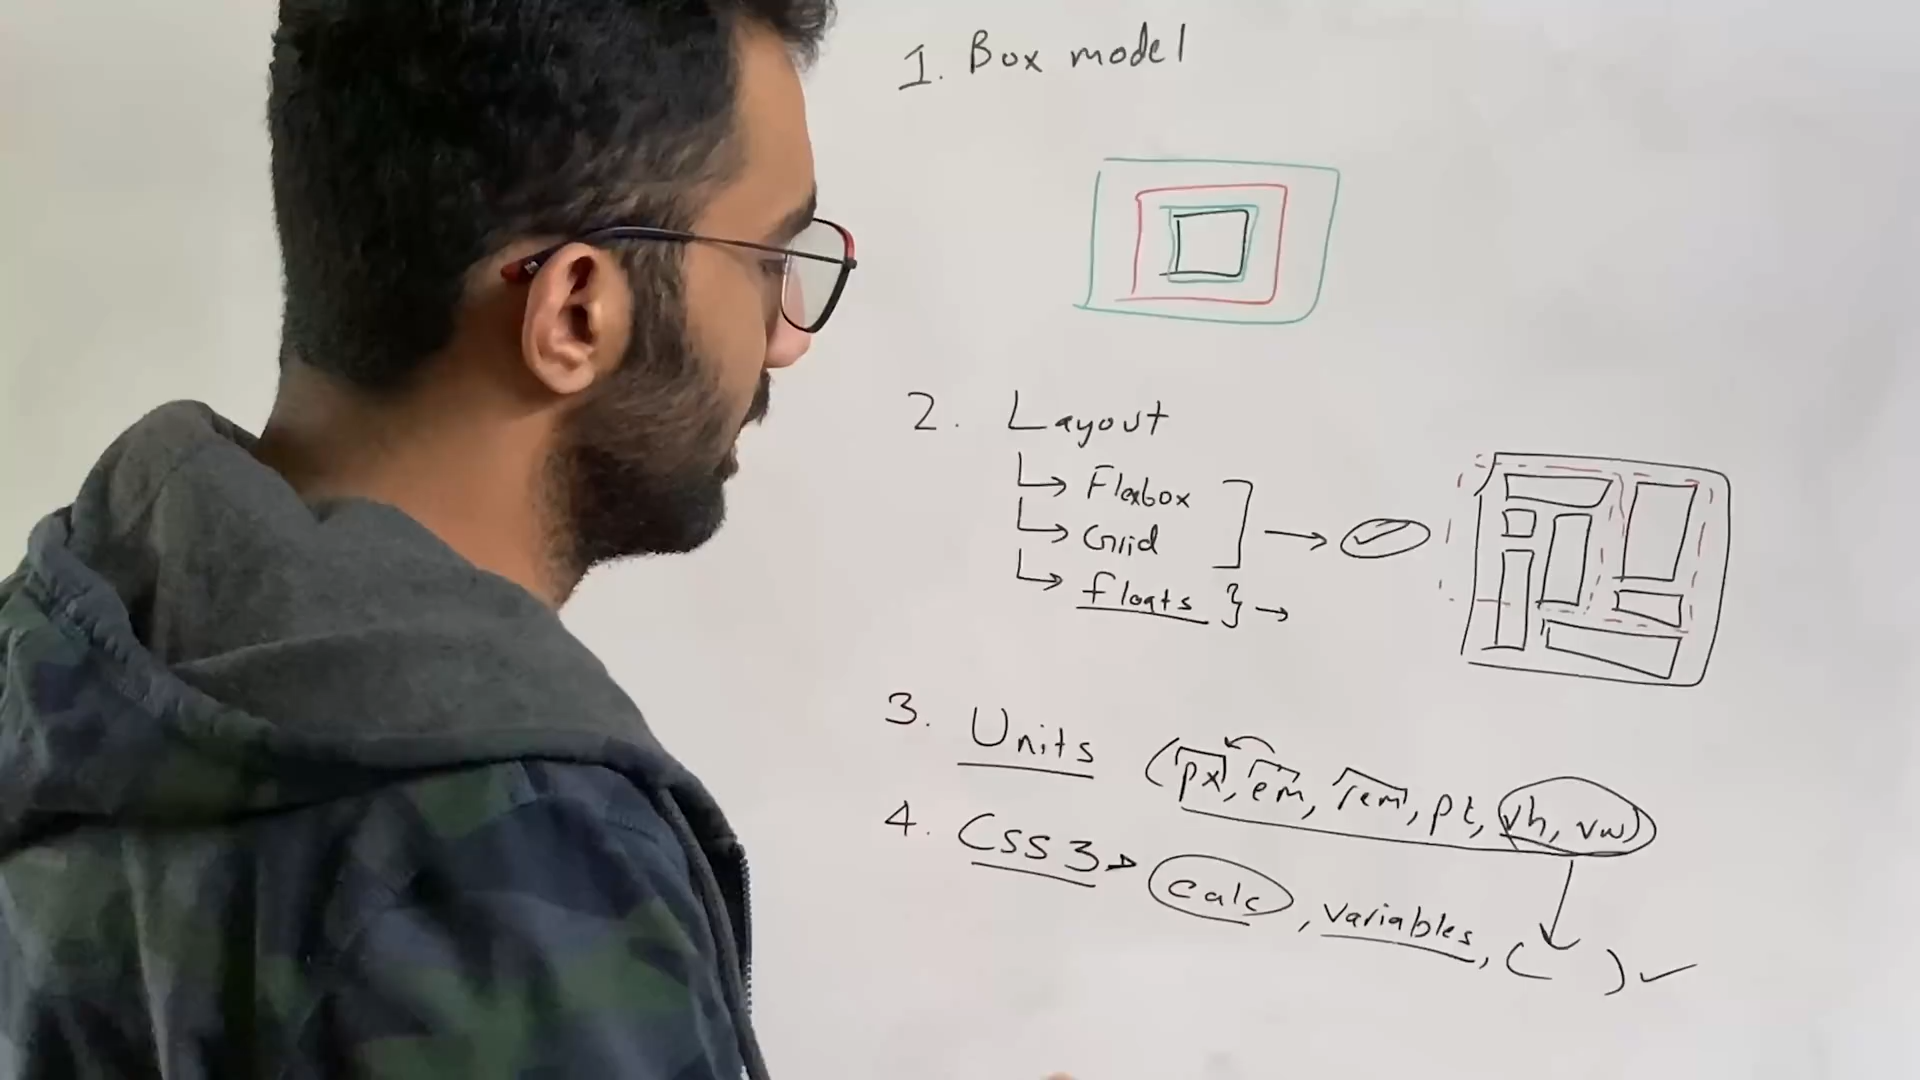 1. Box model
2. Layout
Flexbox
Grid
floats
3. Units (px, em, rem, pt, vh, vw)
4. Css3 calc, variables, ( )